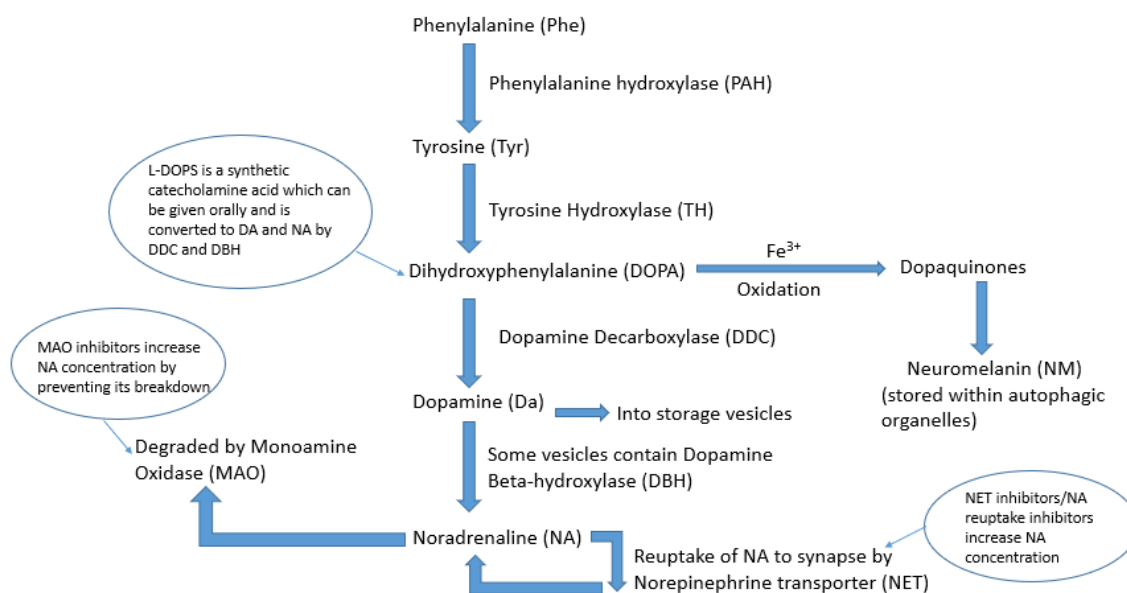 Phenylalanine (Phe)
Phenylalanine hydroxylase (PAH)
Tyrosine (Tyr)
L-DOPS is a synthetic
catecholamine acid which can
be given orally and is
converted to DA and NA by
DDC and DBH
Tyrosine Hydroxylase (TH)
Dihydroxyphenylalanine (DOPA)
Fe³⁺
Oxidation
Dopaquinones
Dopamine Decarboxylase (DDC)
MAO inhibitors increase
NA concentration by
preventing its breakdown
Neuromelanin (NM)
(stored within autophagic
organelles)
Dopamine (Da)
Into storage vesicles
Degraded by Monoamine
Oxidase (MAO)
Some vesicles contain Dopamine
Beta-hydroxylase (DBH)
NET inhibitors/NA
reuptake inhibitors
increase NA
concentration
Noradrenaline (NA)
Reuptake of NA to synapse by
Norepinephrine transporter (NET)